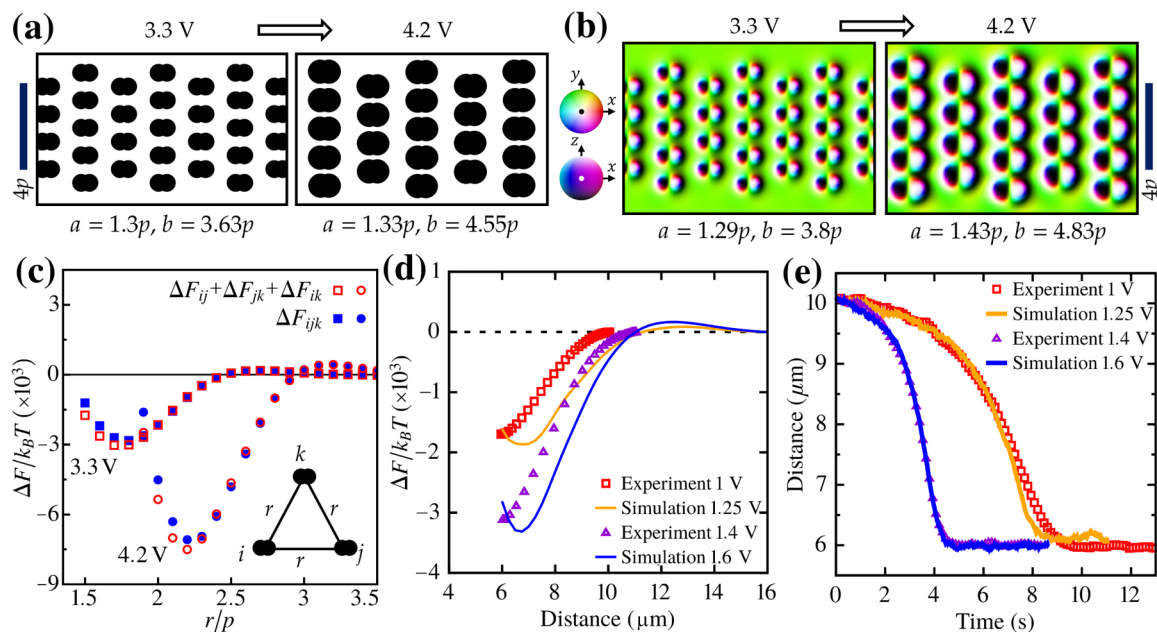 (a)
3.3 V
4.2 V
4p
a = 1.3p, b = 3.63p
a = 1.33p, b = 4.55p
(b)
3.3 V
4.2 V
y
x
z
x
4p
a = 1.29p, b = 3.8p
a = 1.43p, b = 4.83p
(c)
ΔF/k_BT (×10³)
3
0
−3
−6
−9
ΔF_ij+ΔF_jk+ΔF_ik
ΔF_ijk
3.3 V
4.2 V
k
r
r
i
r
j
1.5
2
2.5
3
3.5
r/p
(d)
ΔF/k_BT (×10³)
1
0
−1
−2
−3
−4
Experiment 1 V
Simulation 1.25 V
Experiment 1.4 V
Simulation 1.6 V
4
6
8
10
12
14
16
Distance (μm)
(e)
Distance (μm)
10
9
8
7
6
5
Experiment 1 V
Simulation 1.25 V
Experiment 1.4 V
Simulation 1.6 V
0
2
4
6
8
10
12
Time (s)